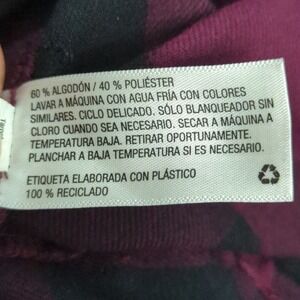 60 % ALGODÓN / 40 % POLIÉSTER
LAVAR A MÁQUINA CON AGUA FRÍA CON COLORES
SIMILARES. CICLO DELICADO. SÓLO BLANQUEADOR SIN
CLORO CUANDO SEA NECESARIO. SECAR A MÁQUINA A
TEMPERATURA BAJA. RETIRAR OPORTUNAMENTE.
PLANCHAR A BAJA TEMPERATURA SI ES NECESARIO.
ETIQUETA ELABORADA CON PLÁSTICO
100 % RECICLADO